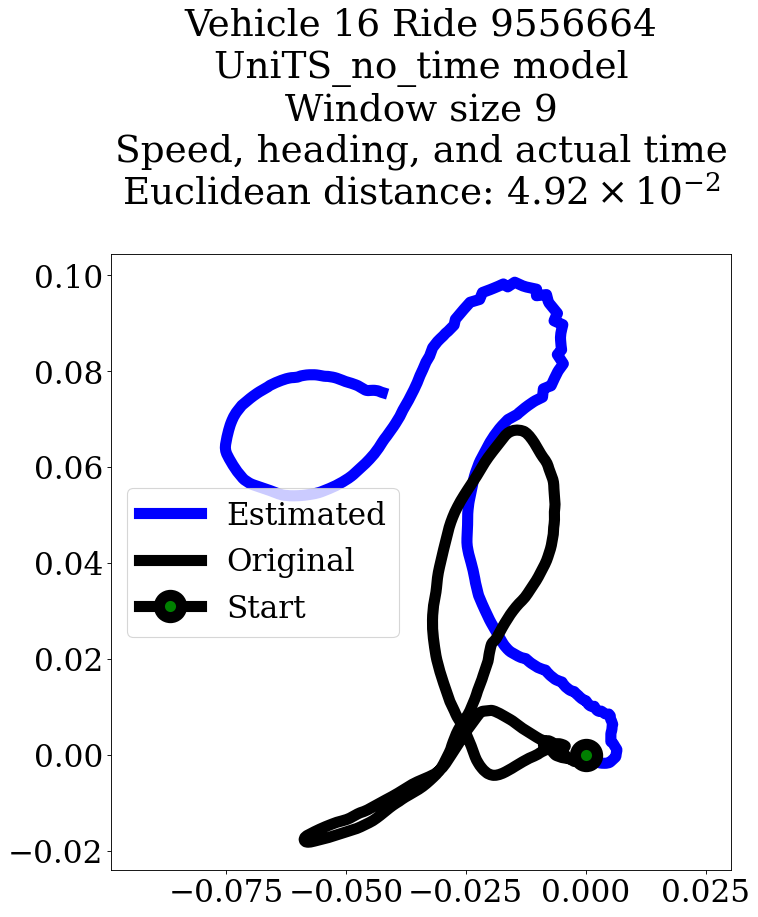 Vehicle 16 Ride 9556664
UniTS_no_time model
Window size 9
Speed, heading, and actual time
Euclidean distance: 4.92 × 10⁻²
0.10
0.08
0.06
0.04
0.02
0.00
−0.02
Estimated
Original
Start
−0.075 −0.050 −0.025 0.000 0.025